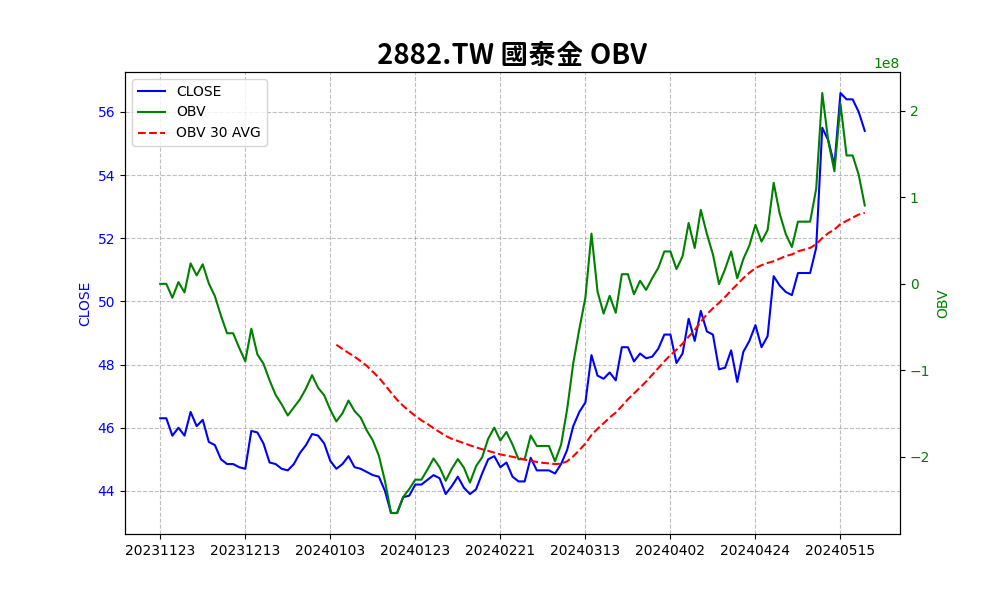 2882.TW 國泰金 OBV
1e8
CLOSE
OBV
OBV 30 AVG
56
54
52
50
48
46
44
CLOSE
2
1
0
−1
−2
OBV
20231123 20231213 20240103 20240123 20240221 20240313 20240402 20240424 20240515